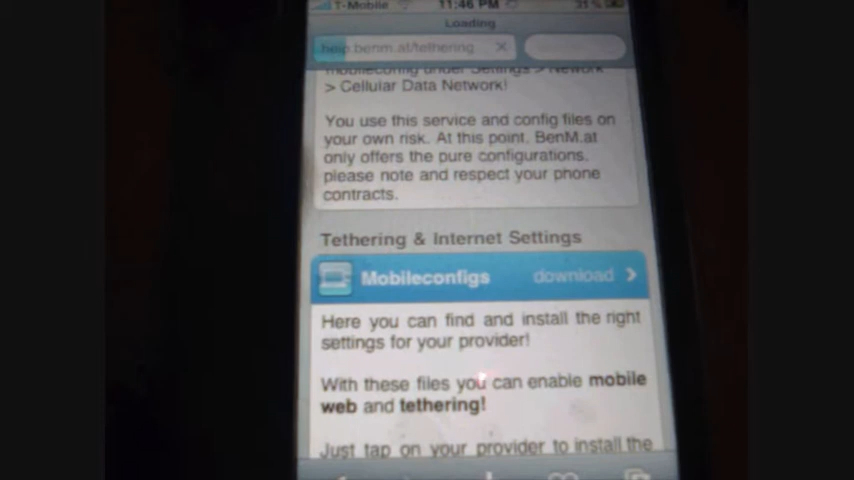 T-Mobile 11:46 PM 31%
Loading
help.benm.at/tethering
mobileconfig under Settings > Network
> Cellular Data Network!
You use this service and config files on
your own risk. At this point, BenM.at
only offers the pure configurations,
please note and respect your phone
contracts.
Tethering & Internet Settings
Mobileconfigs download
Here you can find and install the right
settings for your provider!
With these files you can enable mobile
web and tethering!
Just tap on your provider to install the